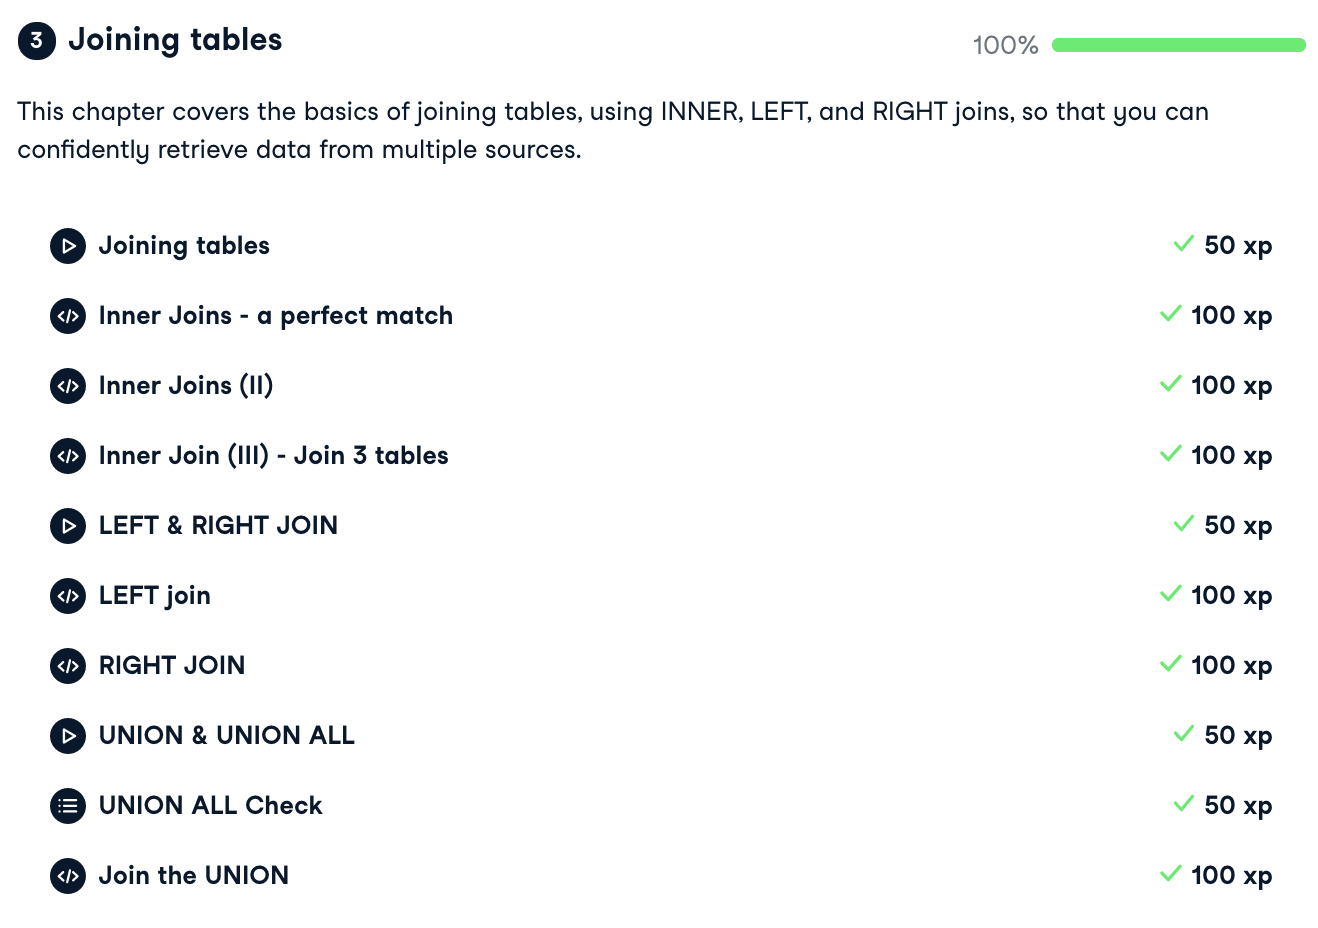 3 Joining tables 100%
This chapter covers the basics of joining tables, using INNER, LEFT, and RIGHT joins, so that you can
confidently retrieve data from multiple sources.
Joining tables 50 xp
Inner Joins - a perfect match 100 xp
Inner Joins (II) 100 xp
Inner Join (III) - Join 3 tables 100 xp
LEFT & RIGHT JOIN 50 xp
LEFT join 100 xp
RIGHT JOIN 100 xp
UNION & UNION ALL 50 xp
UNION ALL Check 50 xp
Join the UNION 100 xp